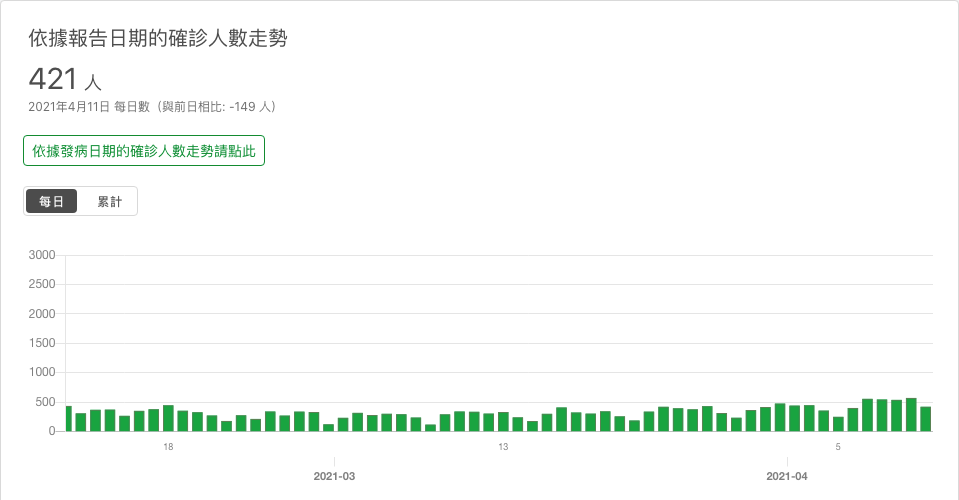 依據報告日期的確診人數走勢
421 人
2021年4月11日 每日數（與前日相比: -149 人）
依據發病日期的確診人數走勢請點此
每日 累計
3000
2500
2000
1500
1000
500
0
18 13 5
2021-03 2021-04